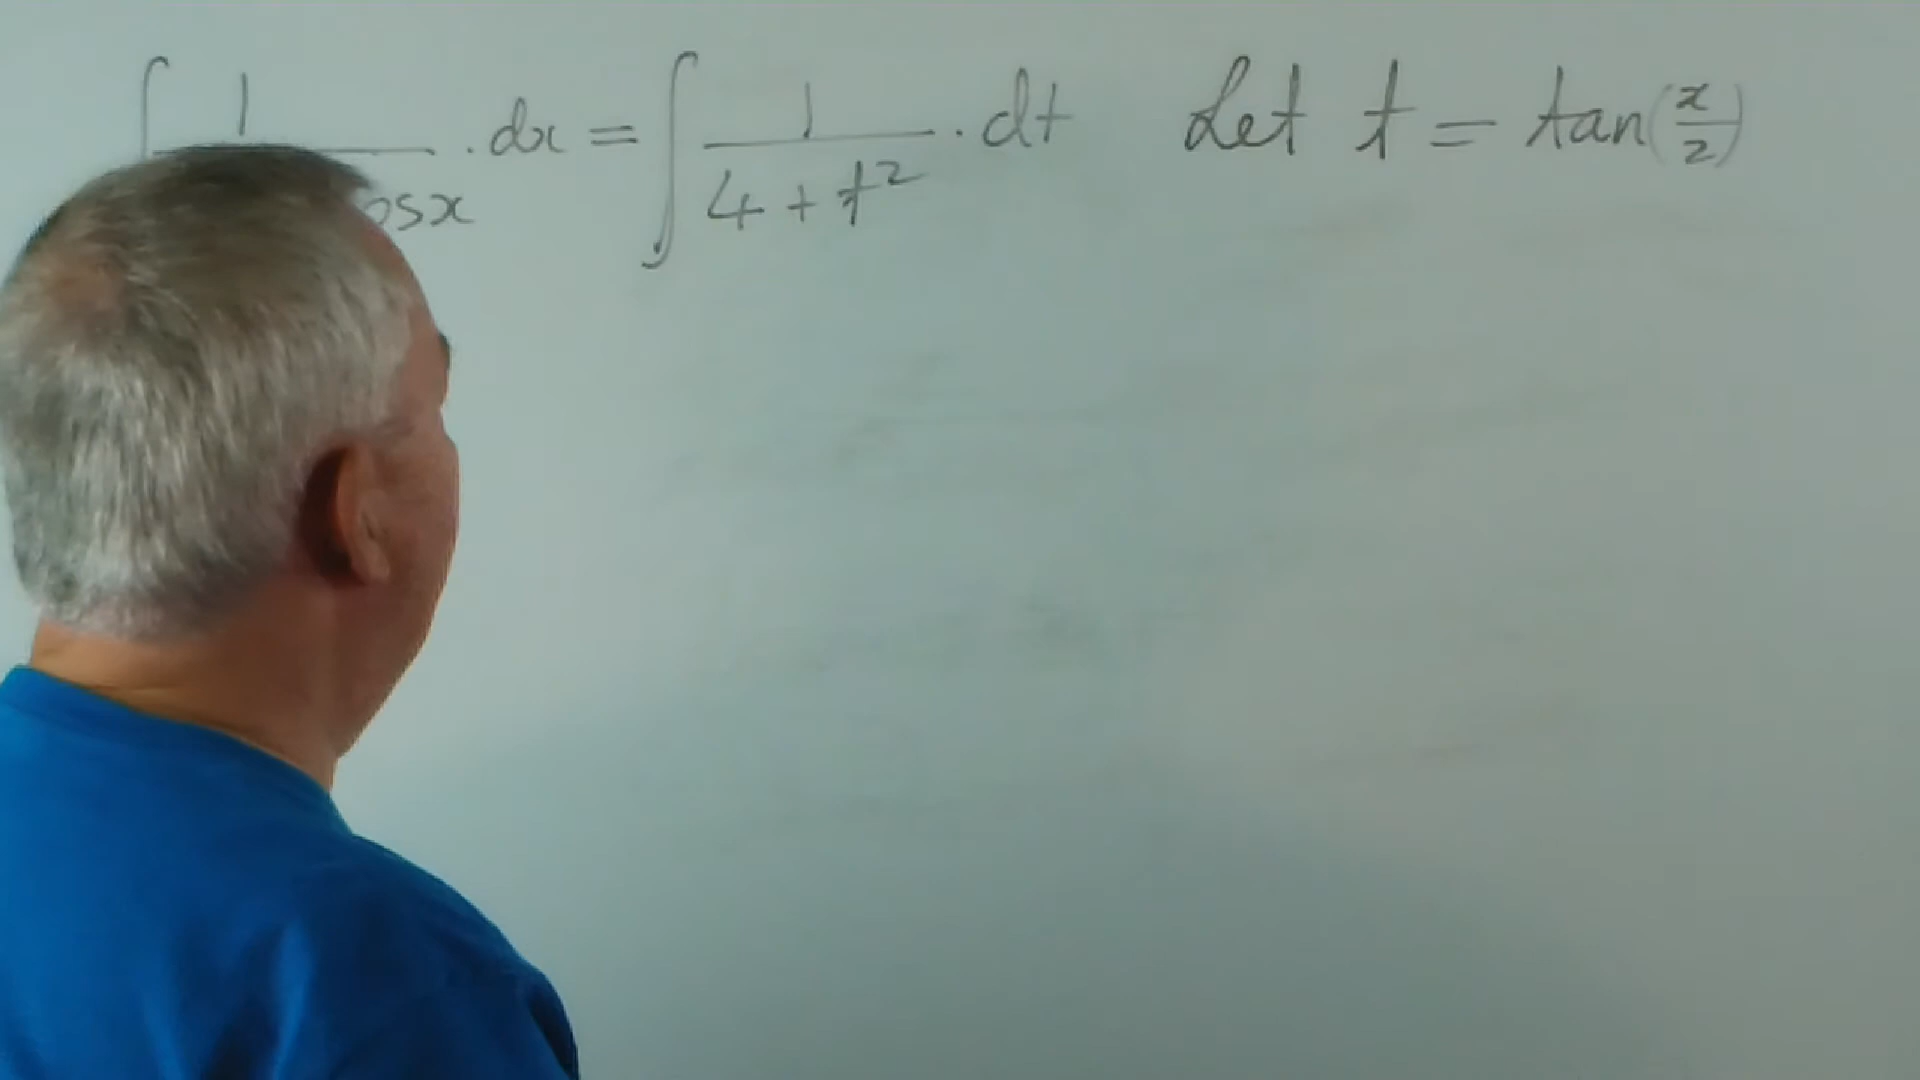 ∫ 1/ osx . dx = ∫ 1/(4 + t²) . dt Let t = tan(x/2)